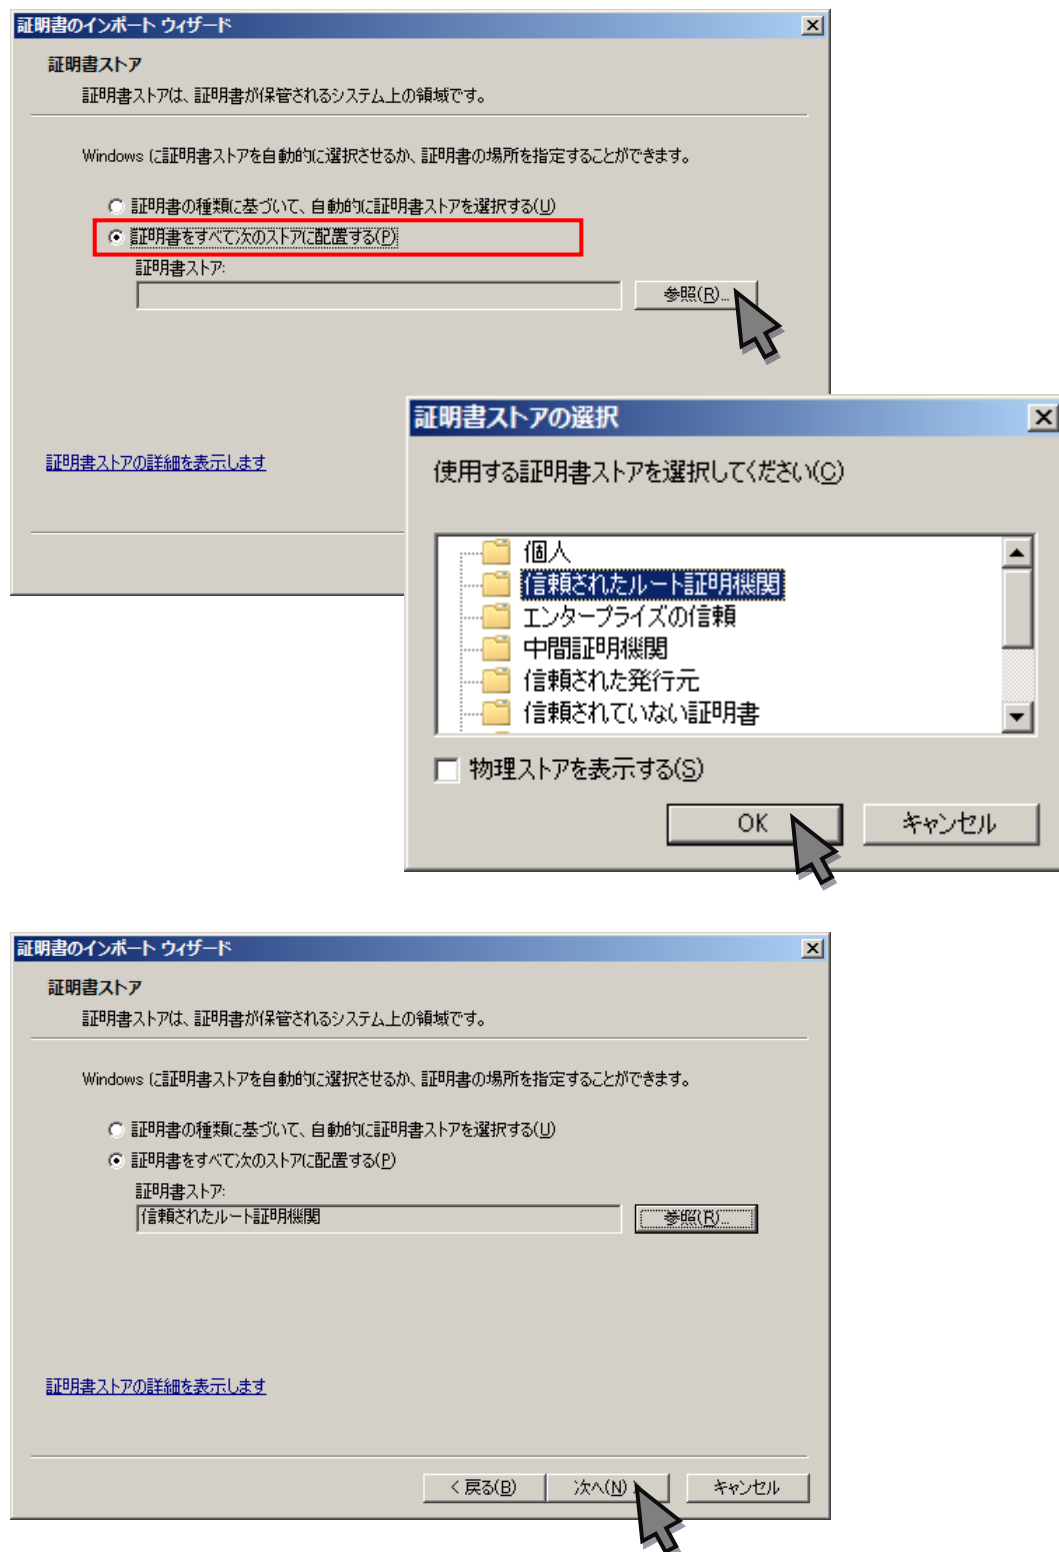 証明書のインポート ウィザード
証明書ストア
証明書ストアは、証明書が保管されるシステム上の領域です。
Windows に証明書ストアを自動的に選択させるか、証明書の場所を指定することができます。
証明書の種類に基づいて、自動的に証明書ストアを選択する(U)
証明書をすべて次のストアに配置する(P)
証明書ストア:
参照(R)...
証明書ストアの詳細を表示します
証明書ストアの選択
使用する証明書ストアを選択してください(C)
個人
信頼されたルート証明機関
エンタープライズの信頼
中間証明機関
信頼された発行元
信頼されていない証明書
物理ストアを表示する(S)
OK キャンセル
証明書のインポート ウィザード
証明書ストア
証明書ストアは、証明書が保管されるシステム上の領域です。
Windows に証明書ストアを自動的に選択させるか、証明書の場所を指定することができます。
証明書の種類に基づいて、自動的に証明書ストアを選択する(U)
証明書をすべて次のストアに配置する(P)
証明書ストア:
信頼されたルート証明機関 参照(R)...
証明書ストアの詳細を表示します
< 戻る(B) 次へ(N) キャンセル